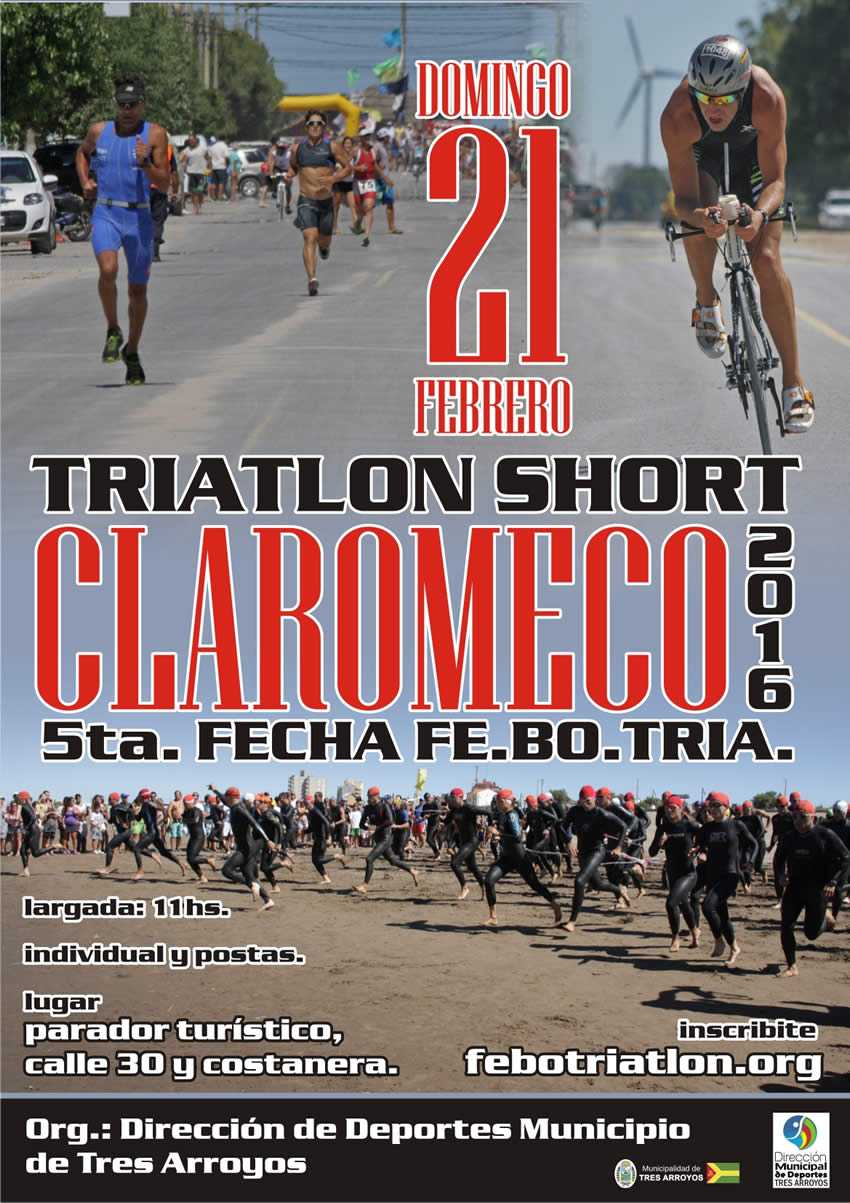 DOMINGO
21
FEBRERO
1048
75
TRIATLON SHORT
CLAROMECO
2016
5ta. FECHA FE.BO.TRIA.
largada: 11hs.
individual y postas.
lugar
parador turístico,
calle 30 y costanera.
inscribite
febotriatlon.org
Org.: Dirección de Deportes Municipio
de Tres Arroyos
Municipalidad de
TRES ARROYOS
Dirección
Municipal
de Deportes
TRES ARROYOS